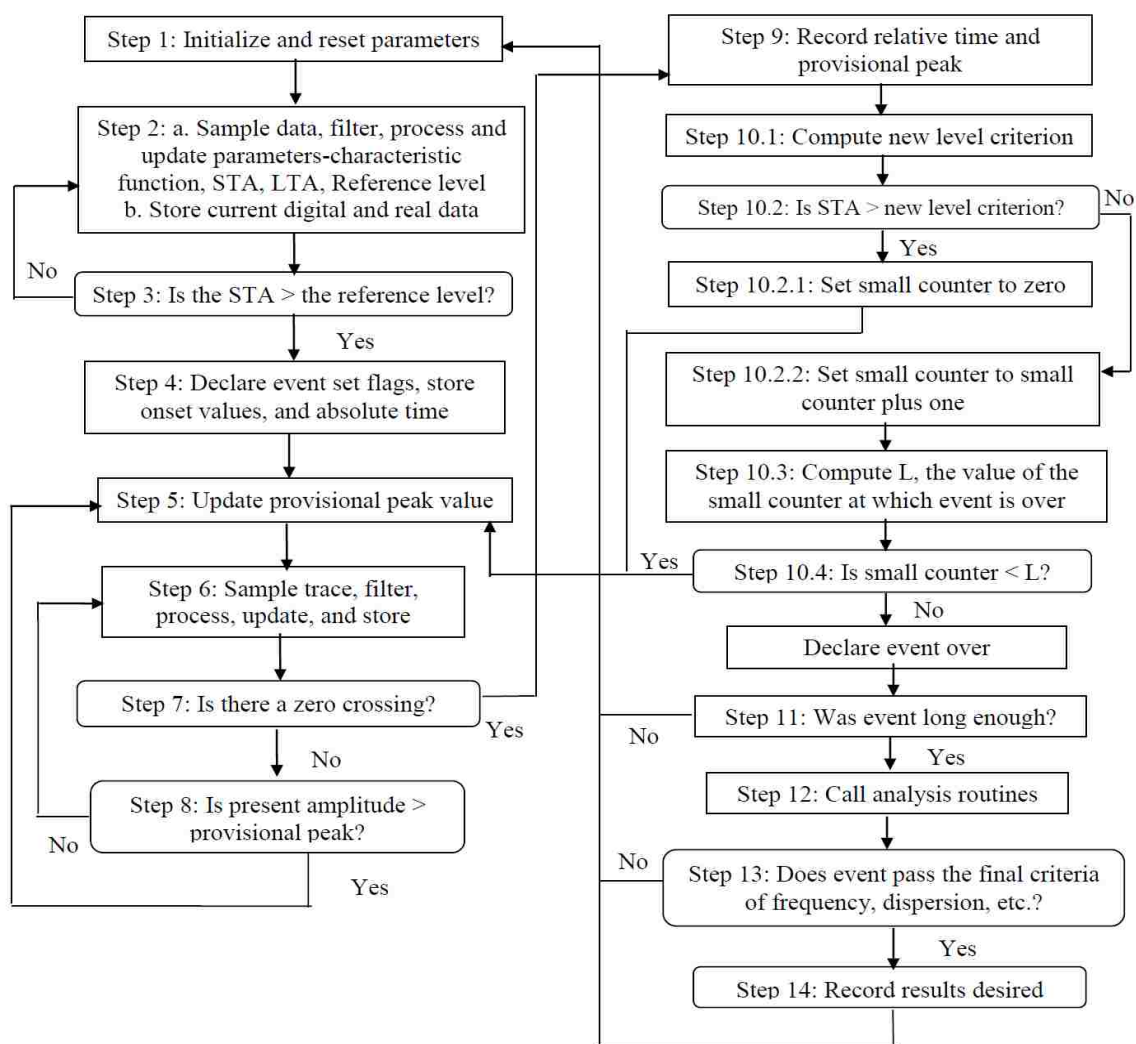 Step 1: Initialize and reset parameters
Step 2: a. Sample data, filter, process and
update parameters-characteristic
function, STA, LTA, Reference level
b. Store current digital and real data
No
Step 3: Is the STA > the reference level?
Yes
Step 4: Declare event set flags, store
onset values, and absolute time
Step 5: Update provisional peak value
Step 6: Sample trace, filter,
process, update, and store
Step 7: Is there a zero crossing?
Yes
No
Step 8: Is present amplitude >
provisional peak?
No
Yes
Step 9: Record relative time and
provisional peak
Step 10.1: Compute new level criterion
Step 10.2: Is STA > new level criterion?
No
Yes
Step 10.2.1: Set small counter to zero
Step 10.2.2: Set small counter to small
counter plus one
Step 10.3: Compute L, the value of the
small counter at which event is over
Yes
Step 10.4: Is small counter < L?
No
Declare event over
Step 11: Was event long enough?
No
Yes
Step 12: Call analysis routines
No
Step 13: Does event pass the final criteria
of frequency, dispersion, etc.?
Yes
Step 14: Record results desired